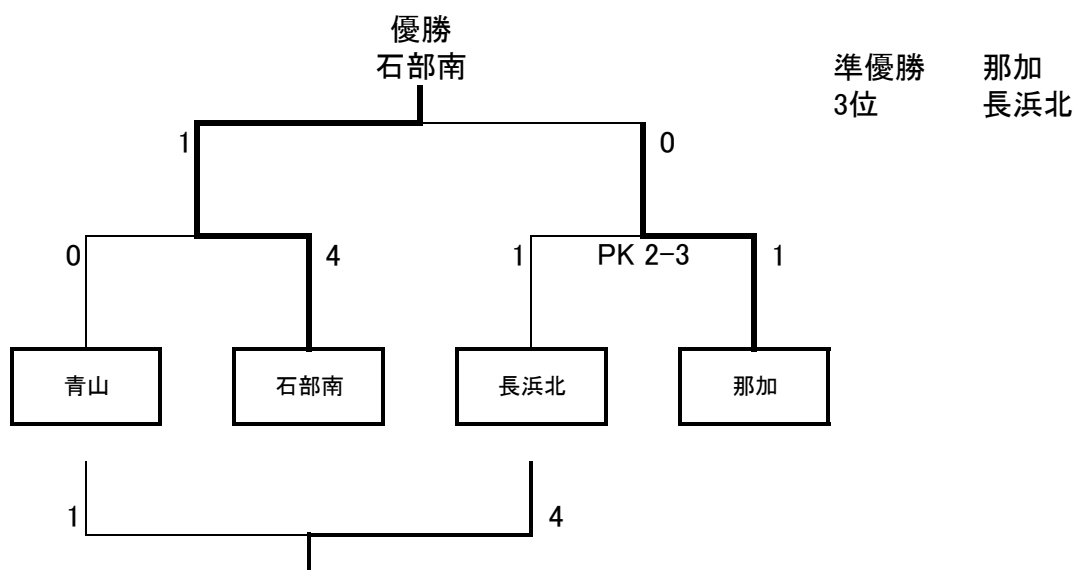 優勝
石部南
準優勝 那加
3位 長浜北
1 0
0 4 1 PK 2-3 1
青山 石部南 長浜北 那加
1 4